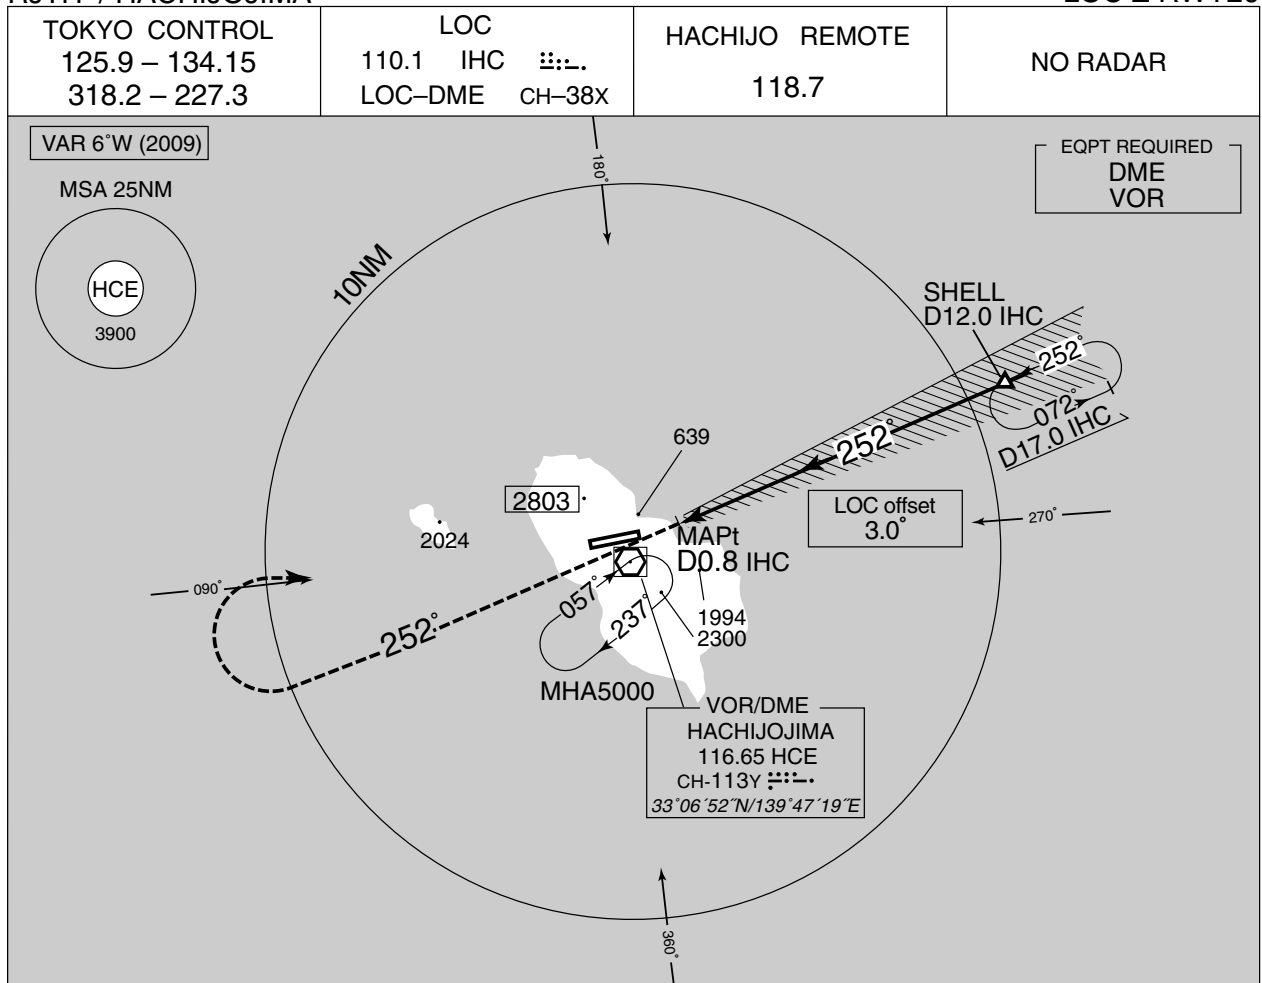 TOKYO CONTROL
125.9 – 134.15
318.2 – 227.3
LOC
110.1 IHC
LOC–DME CH–38X
HACHIJO REMOTE
118.7
NO RADAR
VAR 6°W (2009)
MSA 25NM
HCE
3900
10NM
180°
EQPT REQUIRED
DME
VOR
SHELL
D12.0 IHC
252°
072°
D17.0 IHC
252°
639
2803
2024
LOC offset
3.0°
270°
MAPt
D0.8 IHC
090°
057°
237°
1994
2300
252°
MHA5000
VOR/DME
HACHIJOJIMA
116.65 HCE
CH-113Y
33°06´52˝N/139°47´19˝E
360°